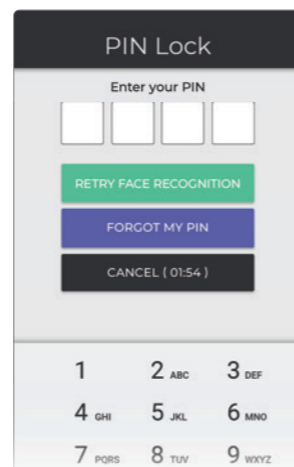 PIN Lock
Enter your PIN
RETRY FACE RECOGNITION
FORGOT MY PIN
CANCEL ( 01:54 )
1 2 ABC 3 DEF
4 GHI 5 JKL 6 MNO
7 PQRS 8 TUV 9 WXYZ